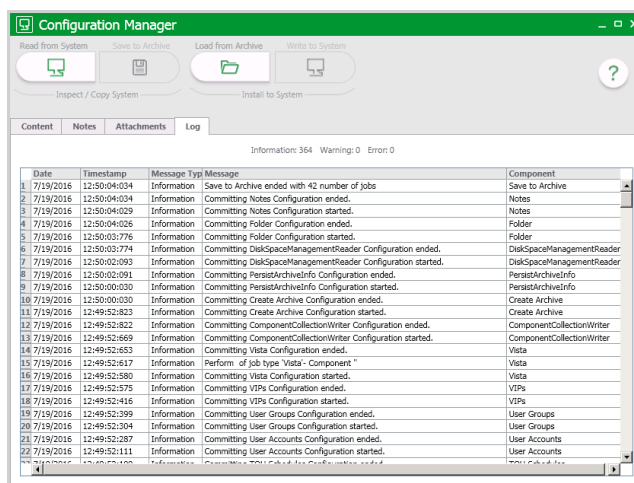 Configuration Manager
Read from System Save to Archive Load from Archive Write to System
?
Inspect / Copy System Install to System
Content Notes Attachments Log
Information: 364 Warning: 0 Error: 0
Date Timestamp Message Typ Message Component
1 7/19/2016 12:50:04:034 Information Save to Archive ended with 42 number of jobs Save to Archive
2 7/19/2016 12:50:04:034 Information Committing Notes Configuration ended. Notes
3 7/19/2016 12:50:04:029 Information Committing Notes Configuration started. Notes
4 7/19/2016 12:50:04:026 Information Committing Folder Configuration ended. Folder
5 7/19/2016 12:50:03:776 Information Committing Folder Configuration started. Folder
6 7/19/2016 12:50:03:774 Information Committing DiskSpaceManagementReader Configuration ended. DiskSpaceManagementReader
7 7/19/2016 12:50:02:093 Information Committing DiskSpaceManagementReader Configuration started. DiskSpaceManagementReader
8 7/19/2016 12:50:02:091 Information Committing PersistArchiveInfo Configuration ended. PersistArchiveInfo
9 7/19/2016 12:50:00:030 Information Committing PersistArchiveInfo Configuration started. PersistArchiveInfo
10 7/19/2016 12:50:00:030 Information Committing Create Archive Configuration ended. Create Archive
11 7/19/2016 12:49:52:823 Information Committing Create Archive Configuration started. Create Archive
12 7/19/2016 12:49:52:822 Information Committing ComponentCollectionWriter Configuration ended. ComponentCollectionWriter
13 7/19/2016 12:49:52:669 Information Committing ComponentCollectionWriter Configuration started. ComponentCollectionWriter
14 7/19/2016 12:49:52:653 Information Committing Vista Configuration ended. Vista
15 7/19/2016 12:49:52:617 Information Perform of job type 'Vista'- Component '' Vista
16 7/19/2016 12:49:52:580 Information Committing Vista Configuration started. Vista
17 7/19/2016 12:49:52:575 Information Committing VIPs Configuration ended. VIPs
18 7/19/2016 12:49:52:416 Information Committing VIPs Configuration started. VIPs
19 7/19/2016 12:49:52:399 Information Committing User Groups Configuration ended. User Groups
20 7/19/2016 12:49:52:304 Information Committing User Groups Configuration started. User Groups
21 7/19/2016 12:49:52:287 Information Committing User Accounts Configuration ended. User Accounts
22 7/19/2016 12:49:52:111 Information Committing User Accounts Configuration started. User Accounts